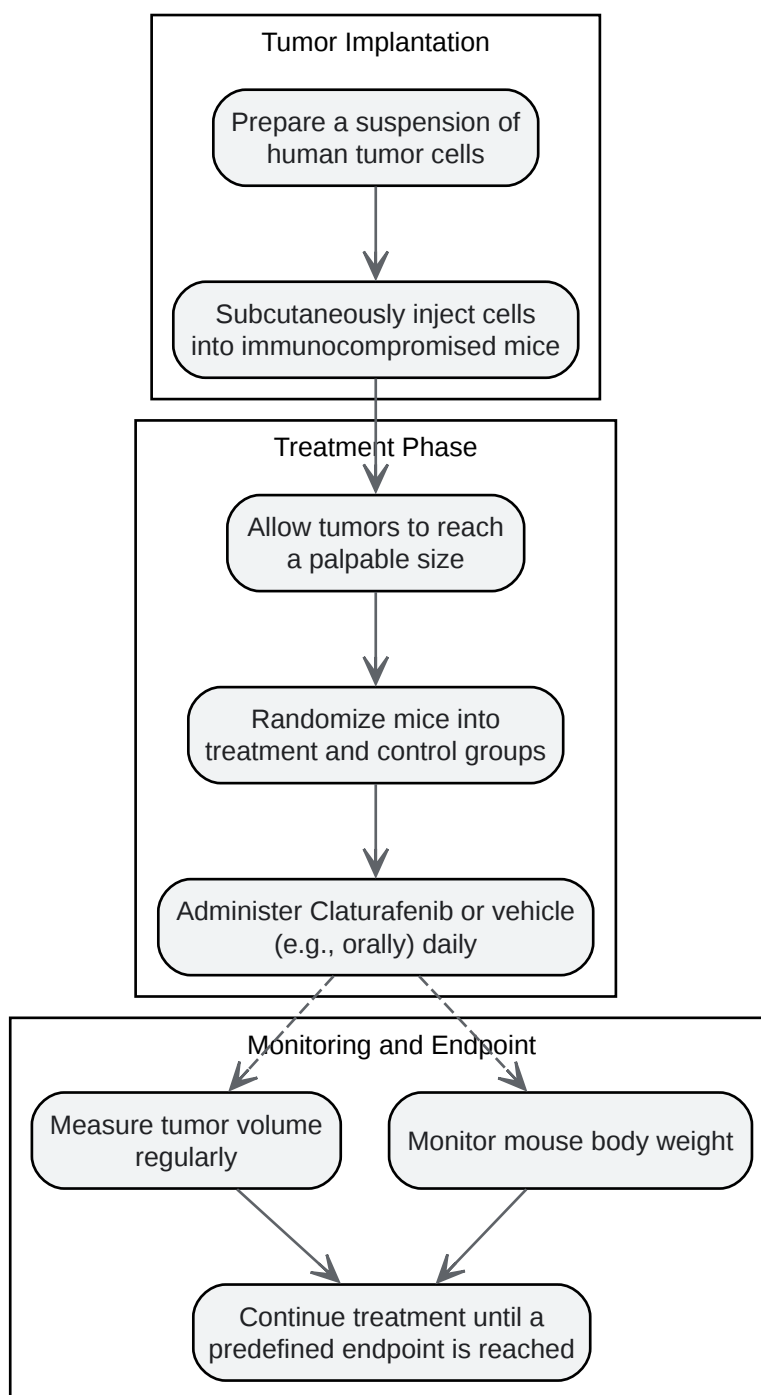 Tumor Implantation
Prepare a suspension of
human tumor cells
Subcutaneously inject cells
into immunocompromised mice
Treatment Phase
Allow tumors to reach
a palpable size
Randomize mice into
treatment and control groups
Administer Claturafenib or vehicle
(e.g., orally) daily
Monitoring and Endpoint
Measure tumor volume
regularly
Monitor mouse body weight
Continue treatment until a
predefined endpoint is reached